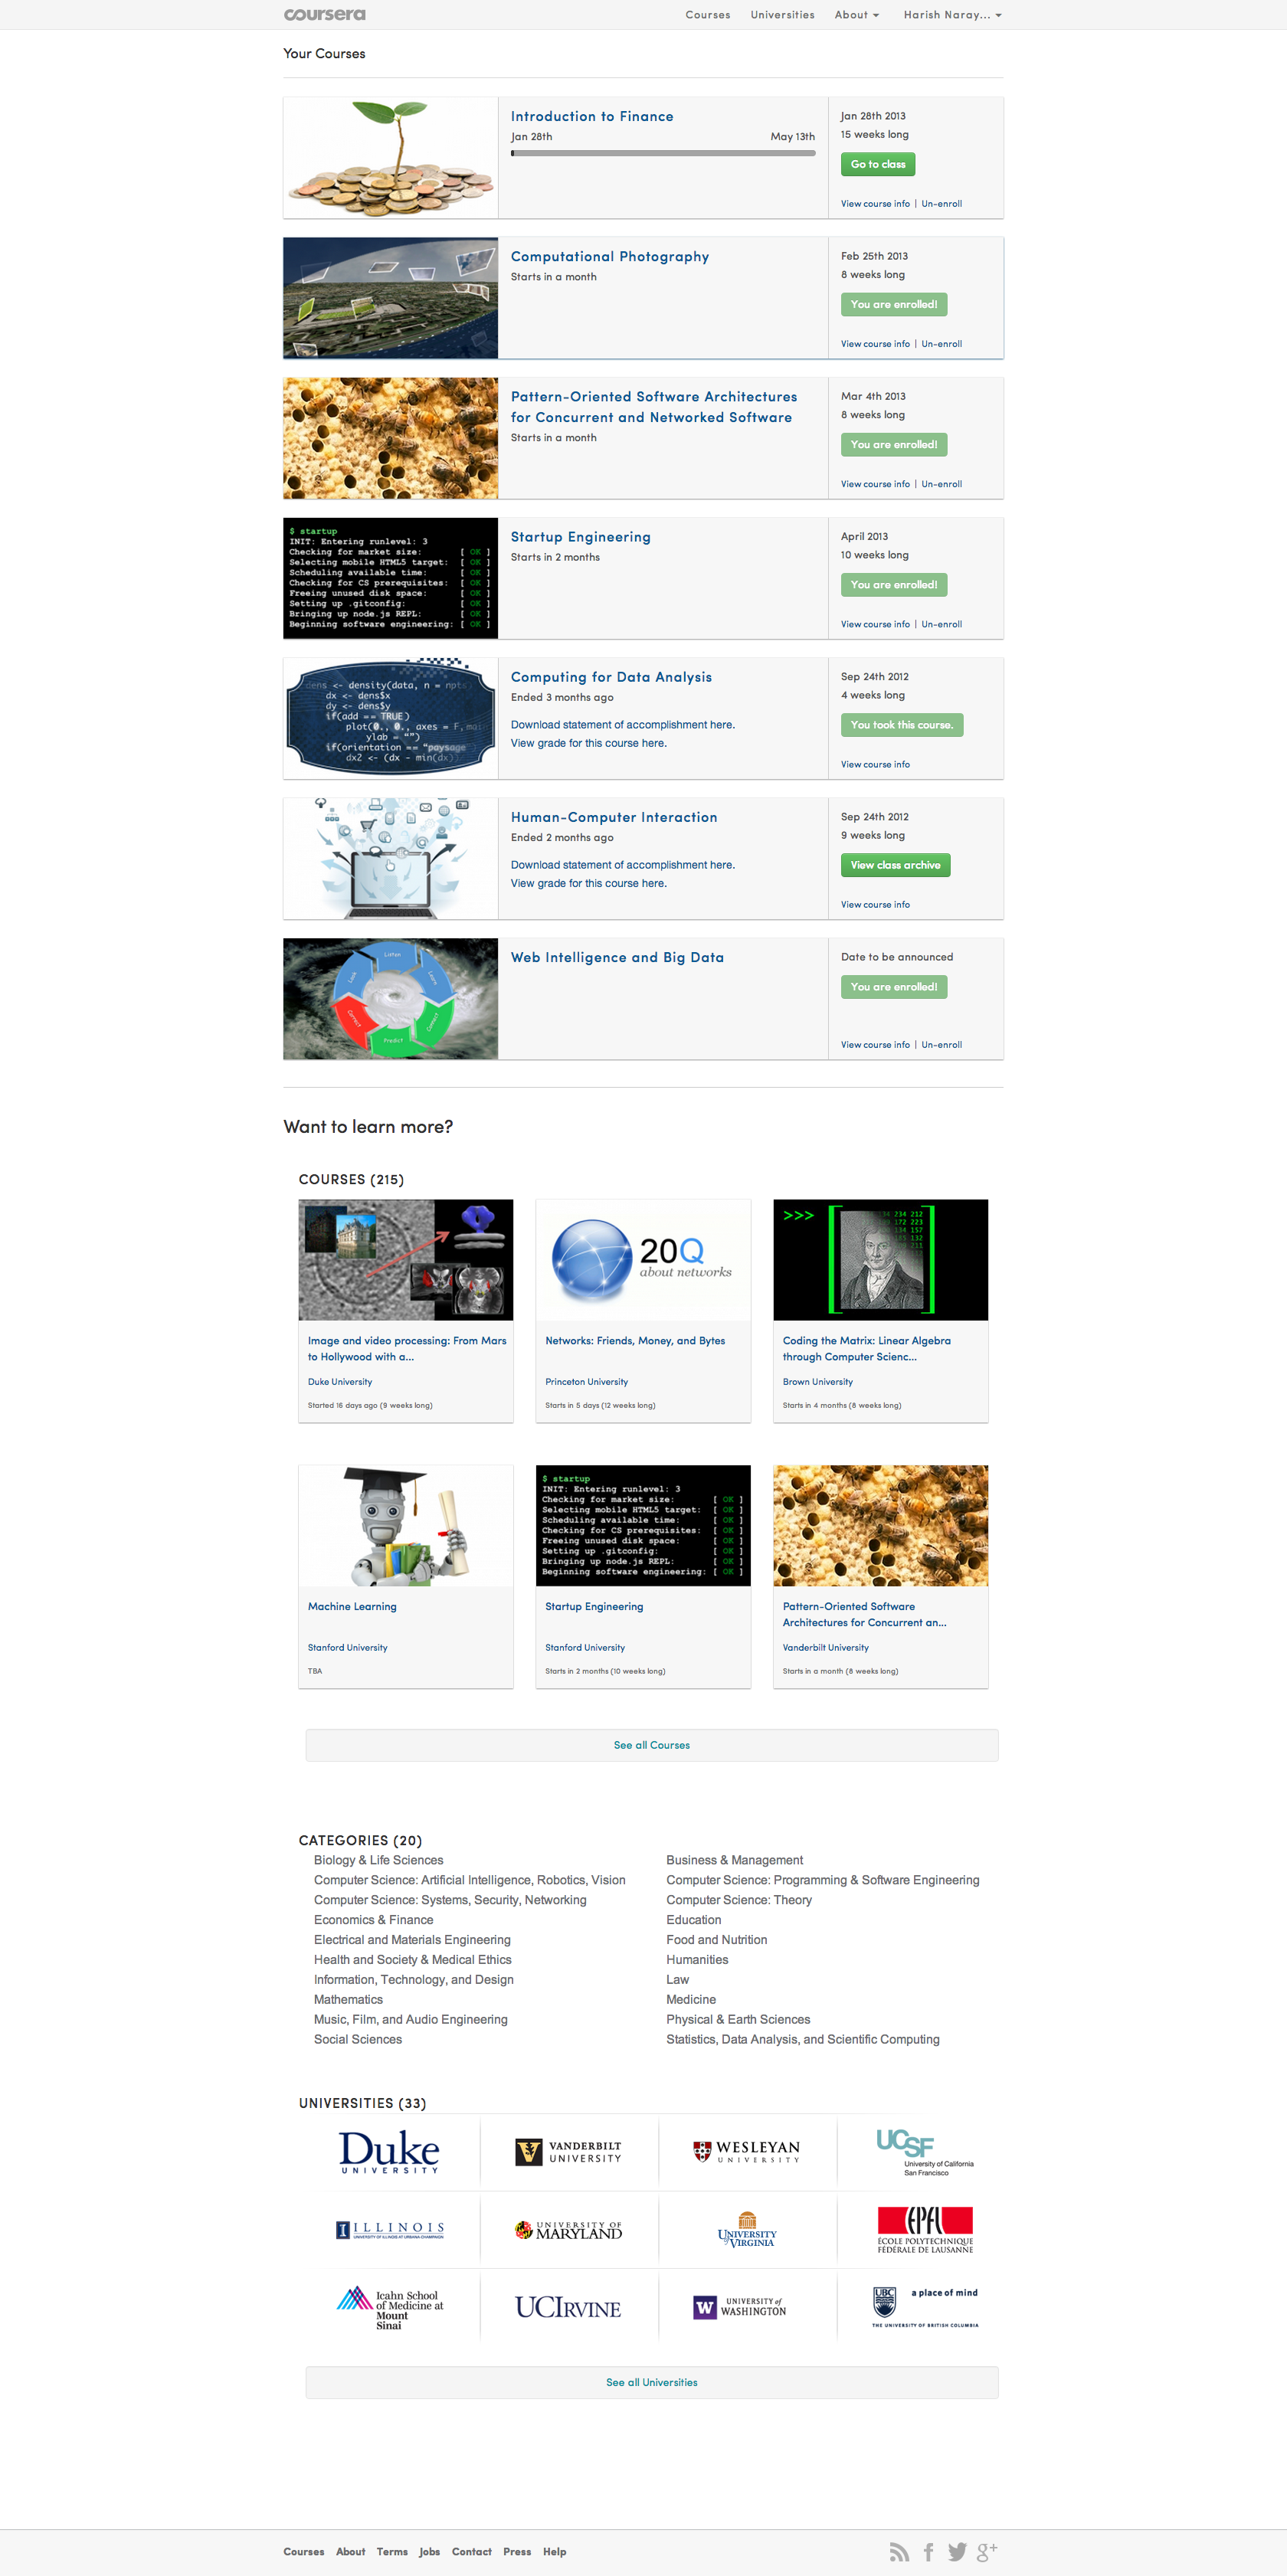 coursera
Courses Universities About Harish Naray...
Your Courses
Introduction to Finance
Jan 28th May 13th
Jan 28th 2013
15 weeks long
Go to class
View course info | Un-enroll
Computational Photography
Starts in a month
Feb 25th 2013
8 weeks long
You are enrolled!
View course info | Un-enroll
Pattern-Oriented Software Architectures
for Concurrent and Networked Software
Starts in a month
Mar 4th 2013
8 weeks long
You are enrolled!
View course info | Un-enroll
$ startup
INIT: Entering runlevel: 3
Checking for market size: [ OK ]
Selecting mobile HTML5 target: [ OK ]
Scheduling available time: [ OK ]
Checking for CS prerequisites: [ OK ]
Freeing unused disk space: [ OK ]
Setting up .gitconfig: [ OK ]
Bringing up node.js REPL: [ OK ]
Beginning software engineering: [ OK ]
Startup Engineering
Starts in 2 months
April 2013
10 weeks long
You are enrolled!
View course info | Un-enroll
dens <- density(data, n = npts
dx <- dens$x
dy <- dens$y
if(add == TRUE)
plot(0., 0., axes = F, mai
ylab = "")
if(orientation == "paysage
dx2 <- (dx - min(dx)
Computing for Data Analysis
Ended 3 months ago
Download statement of accomplishment here.
View grade for this course here.
Sep 24th 2012
4 weeks long
You took this course.
View course info
Human-Computer Interaction
Ended 2 months ago
Download statement of accomplishment here.
View grade for this course here.
Sep 24th 2012
9 weeks long
View class archive
View course info
Listen
Look
Learn
Correct
Connect
Predict
Web Intelligence and Big Data
Date to be announced
You are enrolled!
View course info | Un-enroll
Want to learn more?
COURSES (215)
20Q
about networks
>>>
234 212
172 223
134 157
135 132
211
Image and video processing: From Mars
to Hollywood with a...
Duke University
Started 16 days ago (9 weeks long)
Networks: Friends, Money, and Bytes
Princeton University
Starts in 5 days (12 weeks long)
Coding the Matrix: Linear Algebra
through Computer Scienc...
Brown University
Starts in 4 months (8 weeks long)
$ startup
INIT: Entering runlevel: 3
Checking for market size: [ OK ]
Selecting mobile HTML5 target: [ OK ]
Scheduling available time: [ OK ]
Checking for CS prerequisites: [ OK ]
Freeing unused disk space: [ OK ]
Setting up .gitconfig: [ OK ]
Bringing up node.js REPL: [ OK ]
Beginning software engineering: [ OK ]
Machine Learning
Stanford University
TBA
Startup Engineering
Stanford University
Starts in 2 months (10 weeks long)
Pattern-Oriented Software
Architectures for Concurrent an...
Vanderbilt University
Starts in a month (8 weeks long)
See all Courses
CATEGORIES (20)
Biology & Life Sciences Business & Management
Computer Science: Artificial Intelligence, Robotics, Vision Computer Science: Programming & Software Engineering
Computer Science: Systems, Security, Networking Computer Science: Theory
Economics & Finance Education
Electrical and Materials Engineering Food and Nutrition
Health and Society & Medical Ethics Humanities
Information, Technology, and Design Law
Mathematics Medicine
Music, Film, and Audio Engineering Physical & Earth Sciences
Social Sciences Statistics, Data Analysis, and Scientific Computing
UNIVERSITIES (33)
Duke
UNIVERSITY
VANDERBILT
UNIVERSITY
WESLEYAN
UNIVERSITY
UCSF
University of California
San Francisco
I ILLINOIS
UNIVERSITY OF ILLINOIS AT URBANA-CHAMPAIGN
UNIVERSITY OF
MARYLAND
UNIVERSITY
of VIRGINIA
EPFL
ÉCOLE POLYTECHNIQUE
FÉDÉRALE DE LAUSANNE
Icahn School
of Medicine at
Mount
Sinai
UCIRVINE
W
UNIVERSITY of
WASHINGTON
UBC
a place of mind
THE UNIVERSITY OF BRITISH COLUMBIA
See all Universities
Courses About Terms Jobs Contact Press Help
f
g+